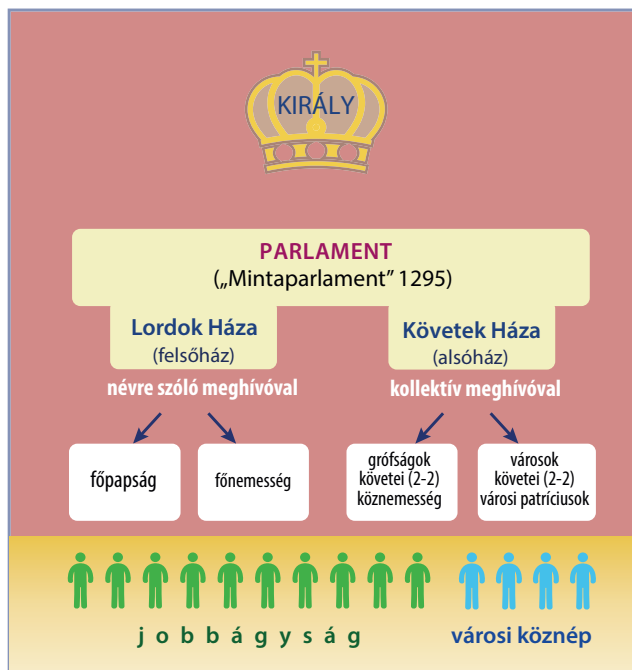 KIRÁLY
PARLAMENT
(„Mintaparlament” 1295)
Lordok Háza
(felsőház)
névre szóló meghívóval
főpapság
főnemesség
Követek Háza
(alsóház)
kollektív meghívóval
grófságok
követei (2-2)
köznemesség
városok
követei (2-2)
városi patríciusok
jobbágyság
városi köznép